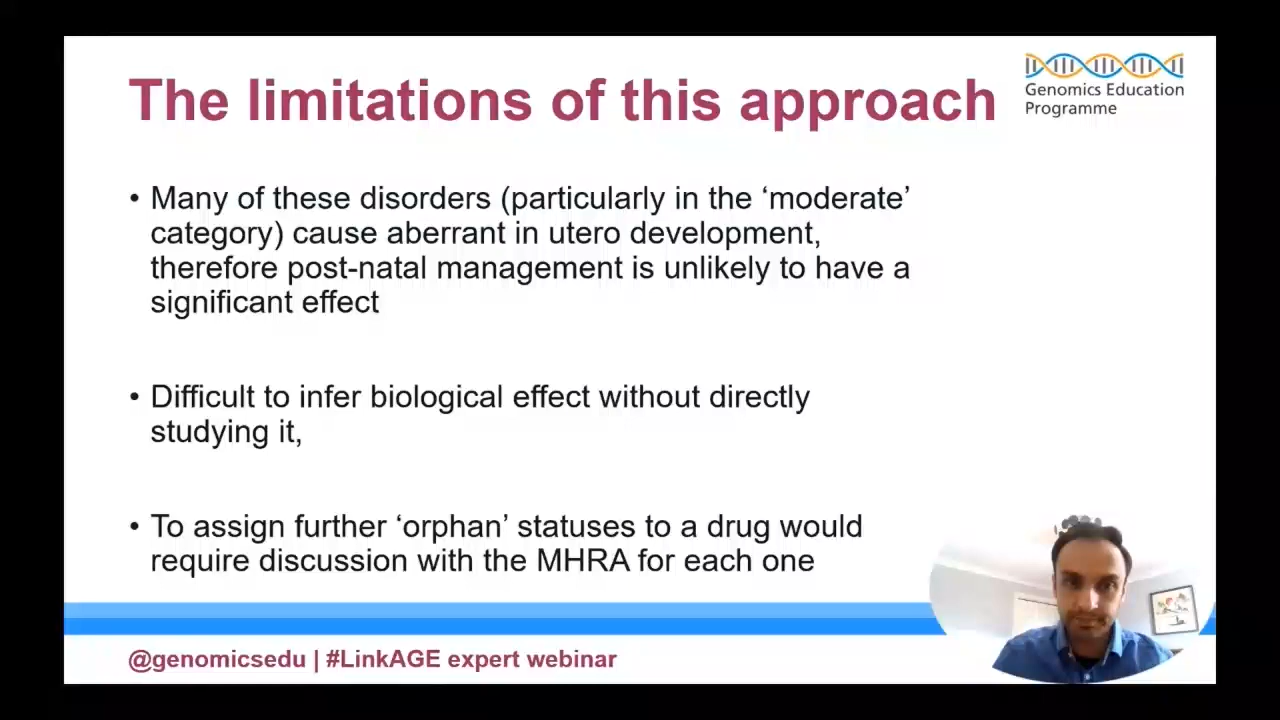 The limitations of this approach
Genomics Education
Programme
• Many of these disorders (particularly in the ‘moderate’
category) cause aberrant in utero development,
therefore post-natal management is unlikely to have a
significant effect
• Difficult to infer biological effect without directly
studying it,
• To assign further ‘orphan’ statuses to a drug would
require discussion with the MHRA for each one
@genomicsedu | #LinkAGE expert webinar